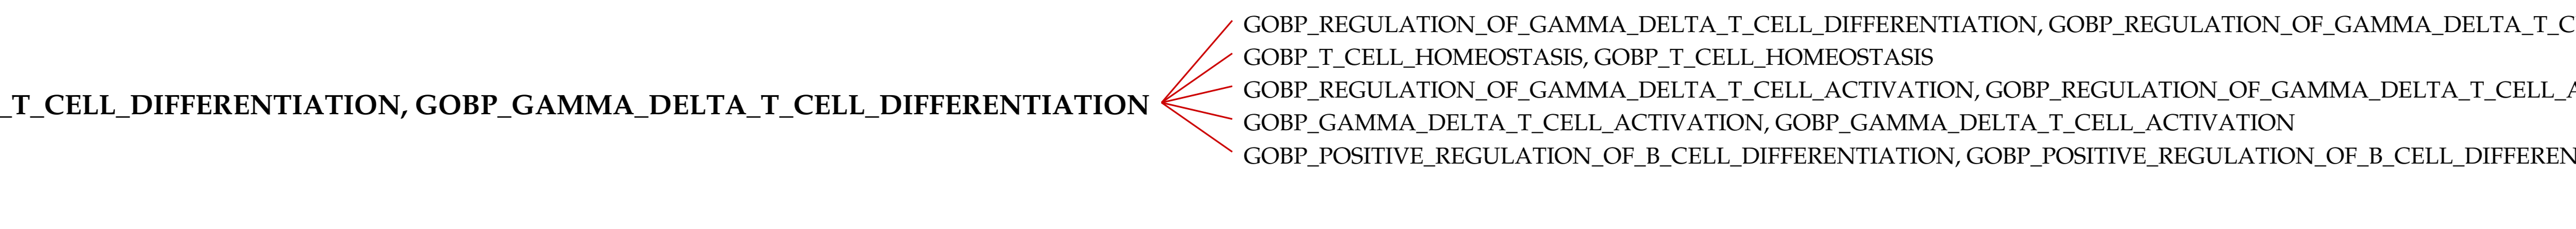 GOBP_REGULATION_OF_GAMMA_DELTA_T_CELL_DIFFERENTIATION, GOBP_REGULATION_OF_GAMMA_DELTA_T_C
GOBP_T_CELL_HOMEOSTASIS, GOBP_T_CELL_HOMEOSTASIS
GOBP_REGULATION_OF_GAMMA_DELTA_T_CELL_ACTIVATION, GOBP_REGULATION_OF_GAMMA_DELTA_T_CELL_A
_T_CELL_DIFFERENTIATION, GOBP_GAMMA_DELTA_T_CELL_DIFFERENTIATION
GOBP_GAMMA_DELTA_T_CELL_ACTIVATION, GOBP_GAMMA_DELTA_T_CELL_ACTIVATION
GOBP_POSITIVE_REGULATION_OF_B_CELL_DIFFERENTIATION, GOBP_POSITIVE_REGULATION_OF_B_CELL_DIFFEREN